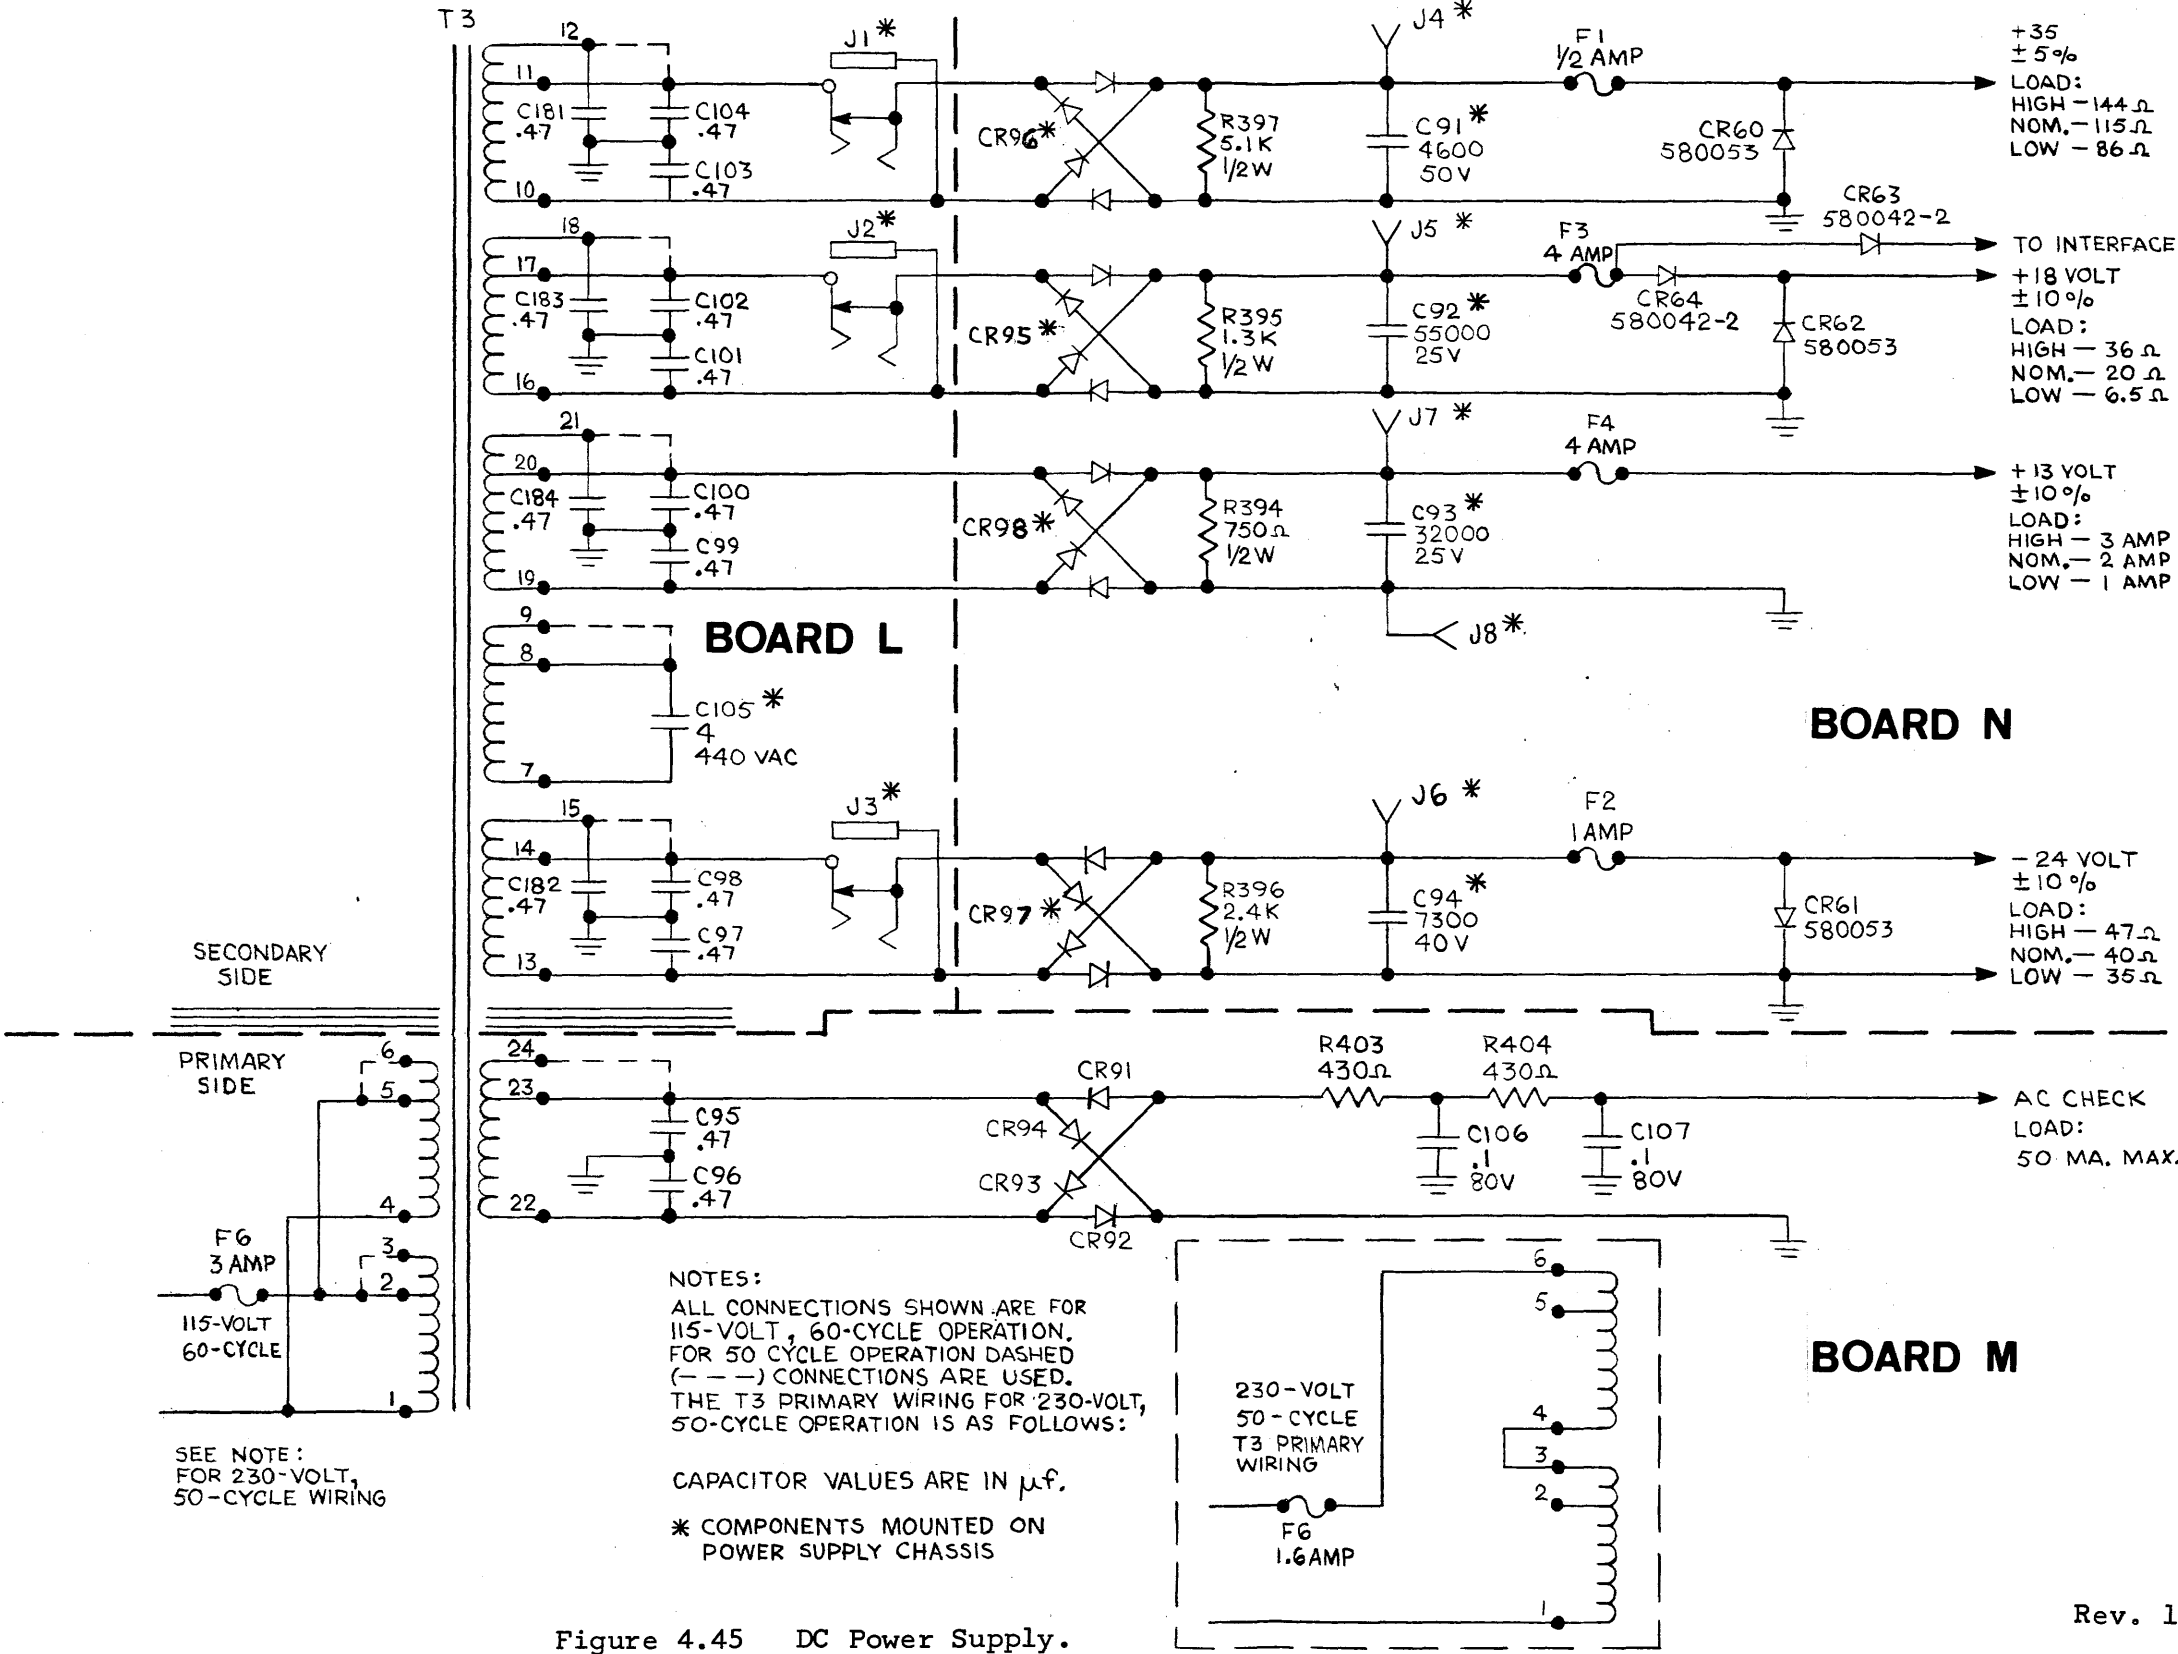 T3
12
11
C181
.47
C104
.47
C103
.47
10
J1*
CR96*
R397
5.1K
1/2W
J4*
C91*
4600
50V
F1
1/2 AMP
CR60
580053
+35
±5%
LOAD:
HIGH – 144Ω
NOM. – 115Ω
LOW – 86Ω
18
17
C183
.47
C102
.47
C101
.47
16
J2*
CR95*
R395
1.3K
1/2W
J5*
C92*
55000
25V
F3
4 AMP
CR63
580042-2
CR64
580042-2
CR62
580053
TO INTERFACE
+18 VOLT
±10%
LOAD:
HIGH – 36Ω
NOM. – 20Ω
LOW – 6.5Ω
21
20
C184
.47
C100
.47
C99
.47
19
CR98*
R394
750Ω
1/2W
J7*
C93*
32000
25V
J8*
F4
4 AMP
+13 VOLT
±10%
LOAD:
HIGH – 3 AMP
NOM. – 2 AMP
LOW – 1 AMP
9
8
7
BOARD L
C105*
4
440 VAC
BOARD N
15
14
C182
.47
C98
.47
C97
.47
13
J3*
CR97*
R396
2.4K
1/2W
J6*
C94*
7300
40V
F2
1 AMP
CR61
580053
–24 VOLT
±10%
LOAD:
HIGH – 47Ω
NOM. – 40Ω
LOW – 35Ω
SECONDARY
SIDE
PRIMARY
SIDE
6
5
4
3
2
1
F6
3 AMP
115-VOLT
60-CYCLE
SEE NOTE:
FOR 230-VOLT,
50-CYCLE WIRING
24
23
22
C95
.47
C96
.47
CR91
CR94
CR93
CR92
R403
430Ω
R404
430Ω
C106
.1
80V
C107
.1
80V
AC CHECK
LOAD:
50 MA. MAX.
NOTES:
ALL CONNECTIONS SHOWN ARE FOR
115-VOLT, 60-CYCLE OPERATION.
FOR 50 CYCLE OPERATION DASHED
(– – –) CONNECTIONS ARE USED.
THE T3 PRIMARY WIRING FOR 230-VOLT,
50-CYCLE OPERATION IS AS FOLLOWS:
CAPACITOR VALUES ARE IN µf.
* COMPONENTS MOUNTED ON
POWER SUPPLY CHASSIS
6
5
4
3
2
1
230-VOLT
50-CYCLE
T3 PRIMARY
WIRING
F6
1.6AMP
BOARD M
Rev. 1
Figure 4.45 DC Power Supply.